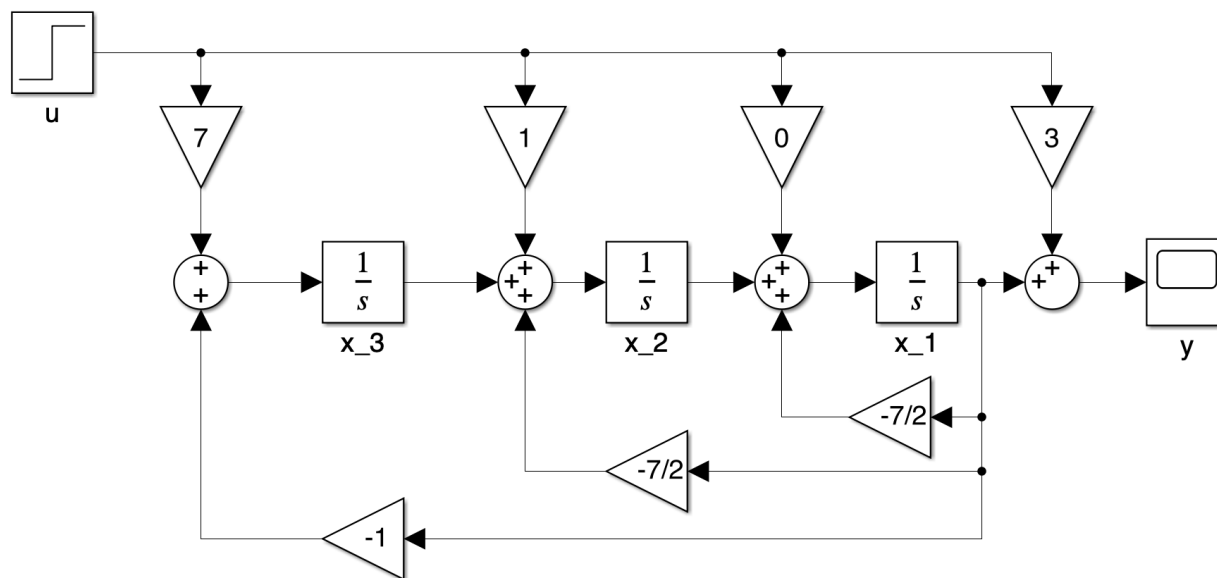 u
7
1
0
3
+
+
+
+
+
+
+
+
+
+
1
s
1
s
1
s
x_3
x_2
x_1
y
-7/2
-7/2
-1